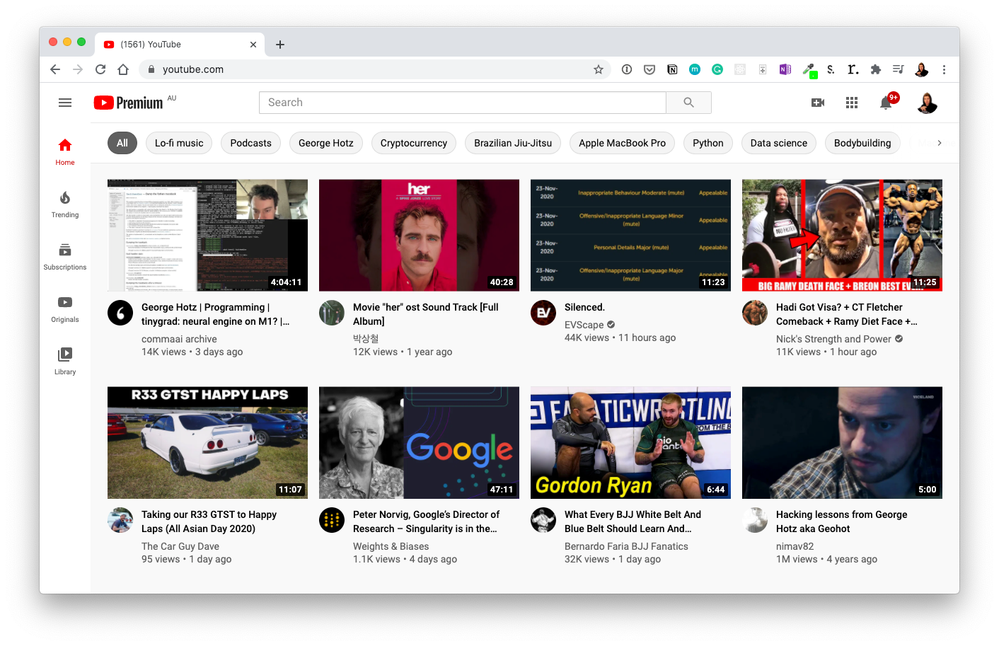 (1561) YouTube
youtube.com
Premium AU
Search
9+
All
Lo-fi music
Podcasts
George Hotz
Cryptocurrency
Brazilian Jiu-Jitsu
Apple MacBook Pro
Python
Data science
Bodybuilding
Home
Trending
Subscriptions
Originals
Library
4:04:11
George Hotz | Programming |
tinygrad: neural engine on M1? |...
commaai archive
14K views • 3 days ago
her
A SPIKE JONZE LOVE STORY
40:28
Movie "her" ost Sound Track [Full
Album]
박상철
12K views • 1 year ago
23-Nov-
2020
Inappropriate Behaviour Moderate (mute)
Appealable
23-Nov-
2020
Offensive/Inappropriate Language Minor
(mute)
Appealable
23-Nov-
2020
Personal Details Major (mute)
Appealable
23-Nov-
2020
Offensive/Inappropriate Language Major
(mute)
Appealable
11:23
EV
Silenced.
EVScape
44K views • 11 hours ago
BIG RAMY DEATH FACE + BREON BEST
11:25
Hadi Got Visa? + CT Fletcher
Comeback + Ramy Diet Face +...
Nick's Strength and Power
11K views • 1 hour ago
R33 GTST HAPPY LAPS
11:07
Taking our R33 GTST to Happy
Laps (All Asian Day 2020)
The Car Guy Dave
95 views • 1 day ago
Google
47:11
Peter Norvig, Google's Director of
Research – Singularity is in the...
Weights & Biases
1.1K views • 4 days ago
FANATICWRESTLING
FROM THE B
Gordon Ryan
6:44
What Every BJJ White Belt And
Blue Belt Should Learn And...
Bernardo Faria BJJ Fanatics
32K views • 1 day ago
VICELAND
5:00
Hacking lessons from George
Hotz aka Geohot
nimav82
1M views • 4 years ago